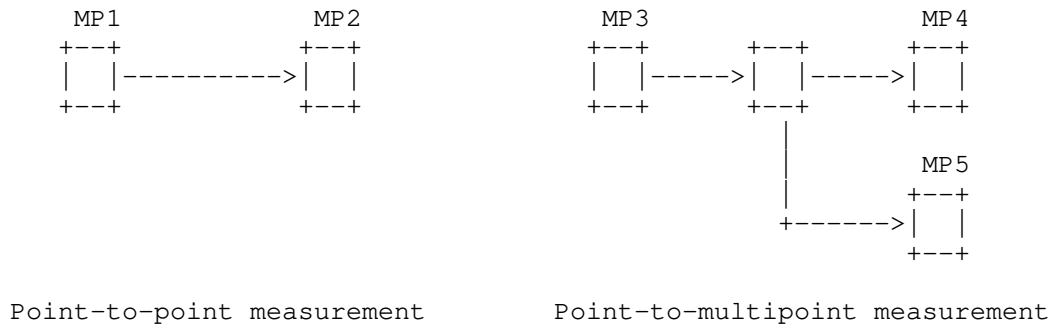 MP1 MP2 MP3 MP4
MP5
Point-to-point measurement Point-to-multipoint measurement